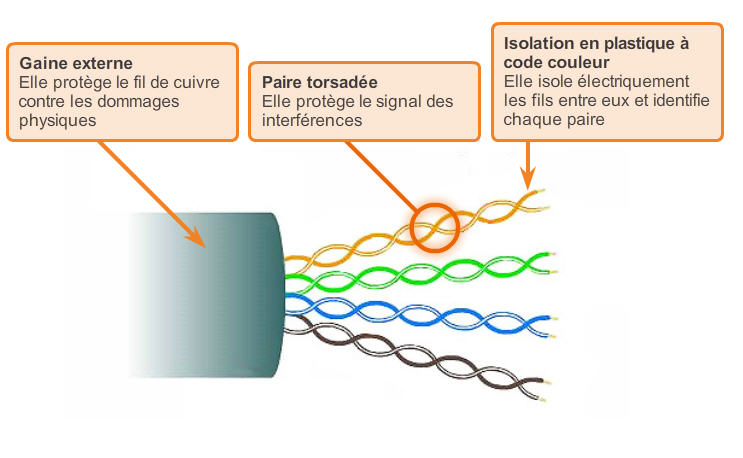 Gaine externe
Elle protège le fil de cuivre
contre les dommages
physiques
Paire torsadée
Elle protège le signal des
interférences
Isolation en plastique à
code couleur
Elle isole électriquement
les fils entre eux et identifie
chaque paire